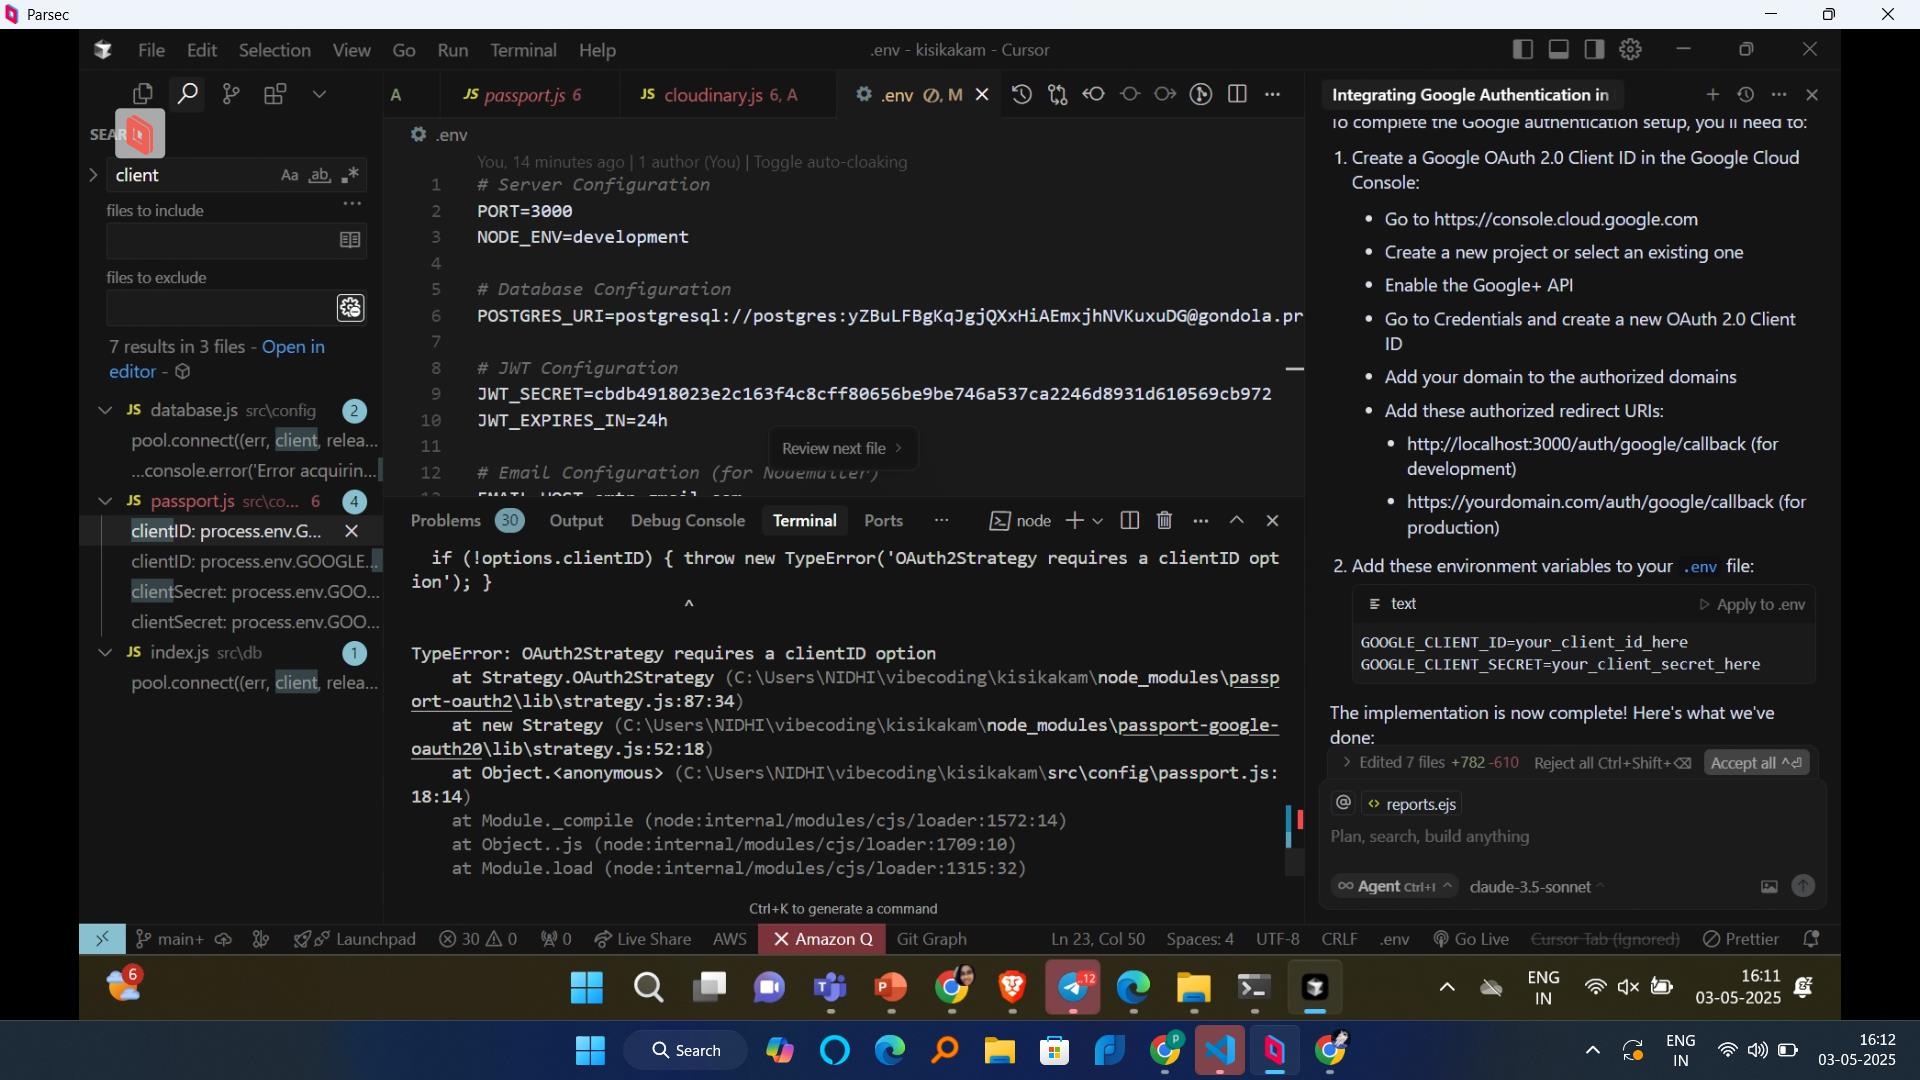 Parsec
File Edit Selection View Go Run Terminal Help
.env - kisikakam - Cursor
A
JS passport.js 6
JS cloudinary.js 6, A
.env M
Integrating Google Authentication in
SEAR
client
Aa ab
files to include
files to exclude
7 results in 3 files - Open in
editor -
JS database.js src\config 2
pool.connect((err, client, relea...
...console.error('Error acquirin...
JS passport.js src\co... 6 4
clientID: process.env.G...
clientID: process.env.GOOGLE...
clientSecret: process.env.GOO...
clientSecret: process.env.GOO...
JS index.js src\db 1
pool.connect((err, client, relea...
.env
You, 14 minutes ago | 1 author (You) | Toggle auto-cloaking
1 # Server Configuration
2 PORT=3000
3 NODE_ENV=development
4
5 # Database Configuration
6 POSTGRES_URI=postgresql://postgres:yZBuLFBgKqJgjQXxHiAEmxjhNVKuxuDG@gondola.pr
7
8 # JWT Configuration
9 JWT_SECRET=cbdb4918023e2c163f4c8cff80656be9be746a537ca2246d8931d610569cb972
10 JWT_EXPIRES_IN=24h
11
12 # Email Configuration (for Nodemailer)
Review next file >
Problems 30 Output Debug Console Terminal Ports ... node
if (!options.clientID) { throw new TypeError('OAuth2Strategy requires a clientID opt
ion'); }
^
TypeError: OAuth2Strategy requires a clientID option
at Strategy.OAuth2Strategy (C:\Users\NIDHI\vibecoding\kisikakam\node_modules\passp
ort-oauth2\lib\strategy.js:87:34)
at new Strategy (C:\Users\NIDHI\vibecoding\kisikakam\node_modules\passport-google-
oauth20\lib\strategy.js:52:18)
at Object.<anonymous> (C:\Users\NIDHI\vibecoding\kisikakam\src\config\passport.js:
18:14)
at Module._compile (node:internal/modules/cjs/loader:1572:14)
at Object..js (node:internal/modules/cjs/loader:1709:10)
at Module.load (node:internal/modules/cjs/loader:1315:32)
Ctrl+K to generate a command
To complete the Google authentication setup, you'll need to:
1. Create a Google OAuth 2.0 Client ID in the Google Cloud
Console:
• Go to https://console.cloud.google.com
• Create a new project or select an existing one
• Enable the Google+ API
• Go to Credentials and create a new OAuth 2.0 Client
ID
• Add your domain to the authorized domains
• Add these authorized redirect URIs:
• http://localhost:3000/auth/google/callback (for
development)
• https://yourdomain.com/auth/google/callback (for
production)
2. Add these environment variables to your .env file:
text Apply to .env
GOOGLE_CLIENT_ID=your_client_id_here
GOOGLE_CLIENT_SECRET=your_client_secret_here
The implementation is now complete! Here's what we've
done:
> Edited 7 files +782 -610 Reject all Ctrl+Shift+⌫ Accept all ^⏎
@ <> reports.ejs
Plan, search, build anything
∞ Agent Ctrl+I ^ claude-3.5-sonnet ^
main+ Launchpad 30 0 0 Live Share AWS X Amazon Q Git Graph
Ln 23, Col 50 Spaces: 4 UTF-8 CRLF .env Go Live Cursor Tab (Ignored) Prettier
6
P
12
ENG
IN
16:11
03-05-2025
Search
P
ENG
IN
16:12
03-05-2025